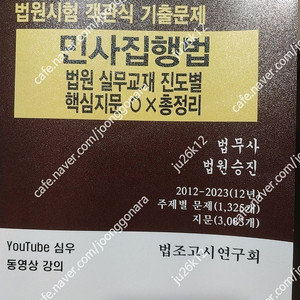 법원시험 객관식 기출문제
민사집행법
법원 실무교재 진도별
핵심지문 O×총정리
법무사
법원승진
2012-2023(12년)
주제별 문제(1,325개)
지문(3,063개)
YouTube 심우
동영상 강의
법조고시연구회
cafe.naver.com/joonggonara
ju26k12